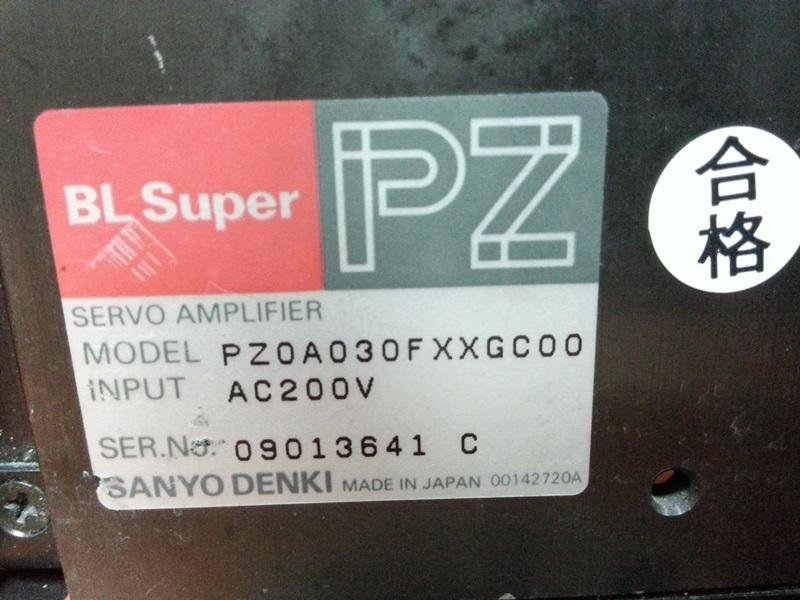 BL Super
PZ
SERVO AMPLIFIER
MODEL PZ0A030FXXGC00
INPUT AC200V
SER.No. 09013641 C
SANYO DENKI MADE IN JAPAN 00142720A
合格